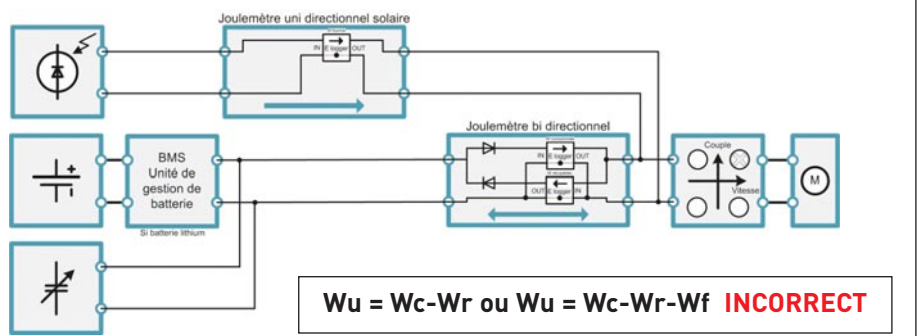 Joulemètre uni directionnel solaire
IN E logger OUT
Joulemètre bi directionnel
IN E logger OUT
OUT E logger IN
BMS
Unité de
gestion de
batterie
Si batterie lithium
Couple
Vitesse
M
Wu = Wc-Wr ou Wu = Wc-Wr-Wf INCORRECT